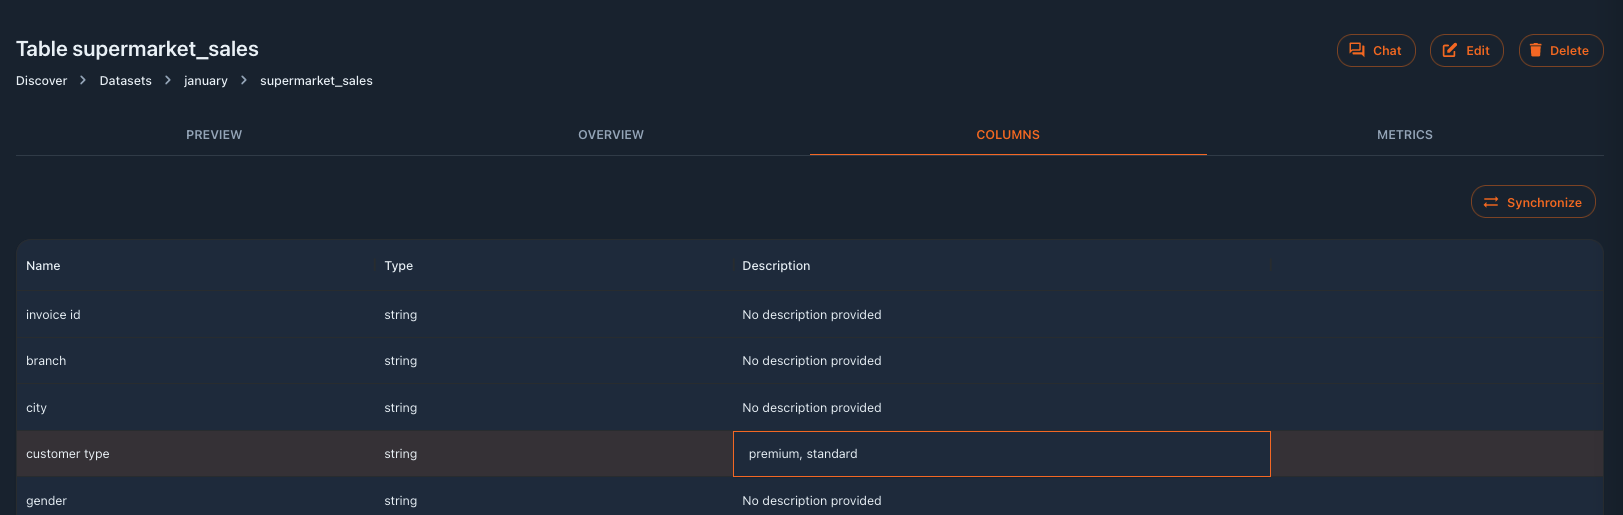 Table supermarket_sales
Chat Edit Delete
Discover > Datasets > january > supermarket_sales
PREVIEW OVERVIEW COLUMNS METRICS
Synchronize
Name Type Description
invoice id string No description provided
branch string No description provided
city string No description provided
customer type string premium, standard
gender string No description provided